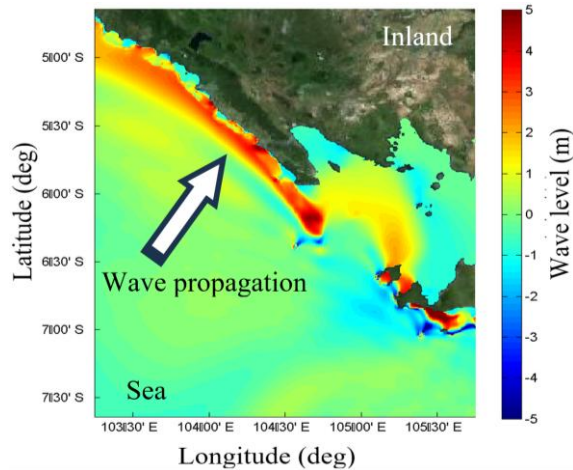 Inland
5‖00' S
5‖30' S
6‖00' S
6‖30' S
7‖00' S
7‖30' S
Latitude (deg)
Wave propagation
Sea
103‖30' E
104‖00' E
104‖30' E
105‖00' E
105‖30' E
Longitude (deg)
5
4
3
2
1
0
-1
-2
-3
-4
-5
Wave level (m)